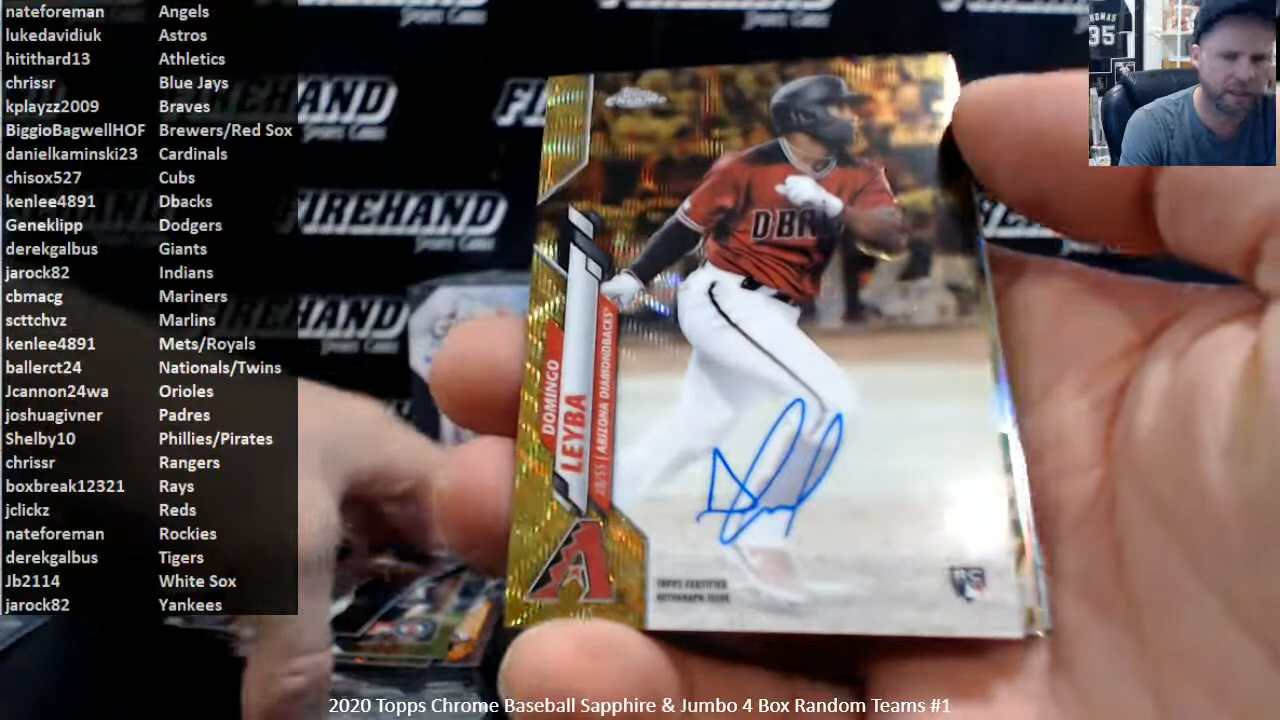 nateforeman Angels
lukedavidiuk Astros
hitithard13 Athletics
chrissr Blue Jays
kplayzz2009 Braves
BiggioBagwellHOF Brewers/Red Sox
danielkaminski23 Cardinals
chisox527 Cubs
kenlee4891 Dbacks
Geneklipp Dodgers
derekgalbus Giants
jarock82 Indians
cbmacg Mariners
scttchvz Marlins
kenlee4891 Mets/Royals
ballerct24 Nationals/Twins
Jcannon24wa Orioles
joshuagivner Padres
Shelby10 Phillies/Pirates
chrissr Rangers
boxbreak12321 Rays
jclickz Reds
nateforeman Rockies
derekgalbus Tigers
Jb2114 White Sox
jarock82 Yankees
FIREHAND
SPORT CARDS
35
Topps
CHROME
DOMINGO
LEYBA
ARIZONA DIAMONDBACKS
TOPPS CERTIFIED
AUTOGRAPH ISSUE
2020 Topps Chrome Baseball Sapphire & Jumbo 4 Box Random Teams #1